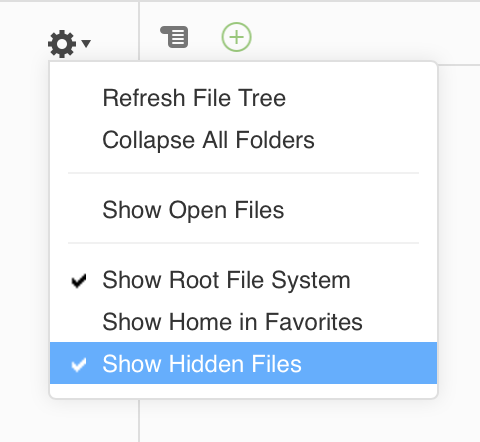 Refresh File Tree
Collapse All Folders
Show Open Files
Show Root File System
Show Home in Favorites
Show Hidden Files